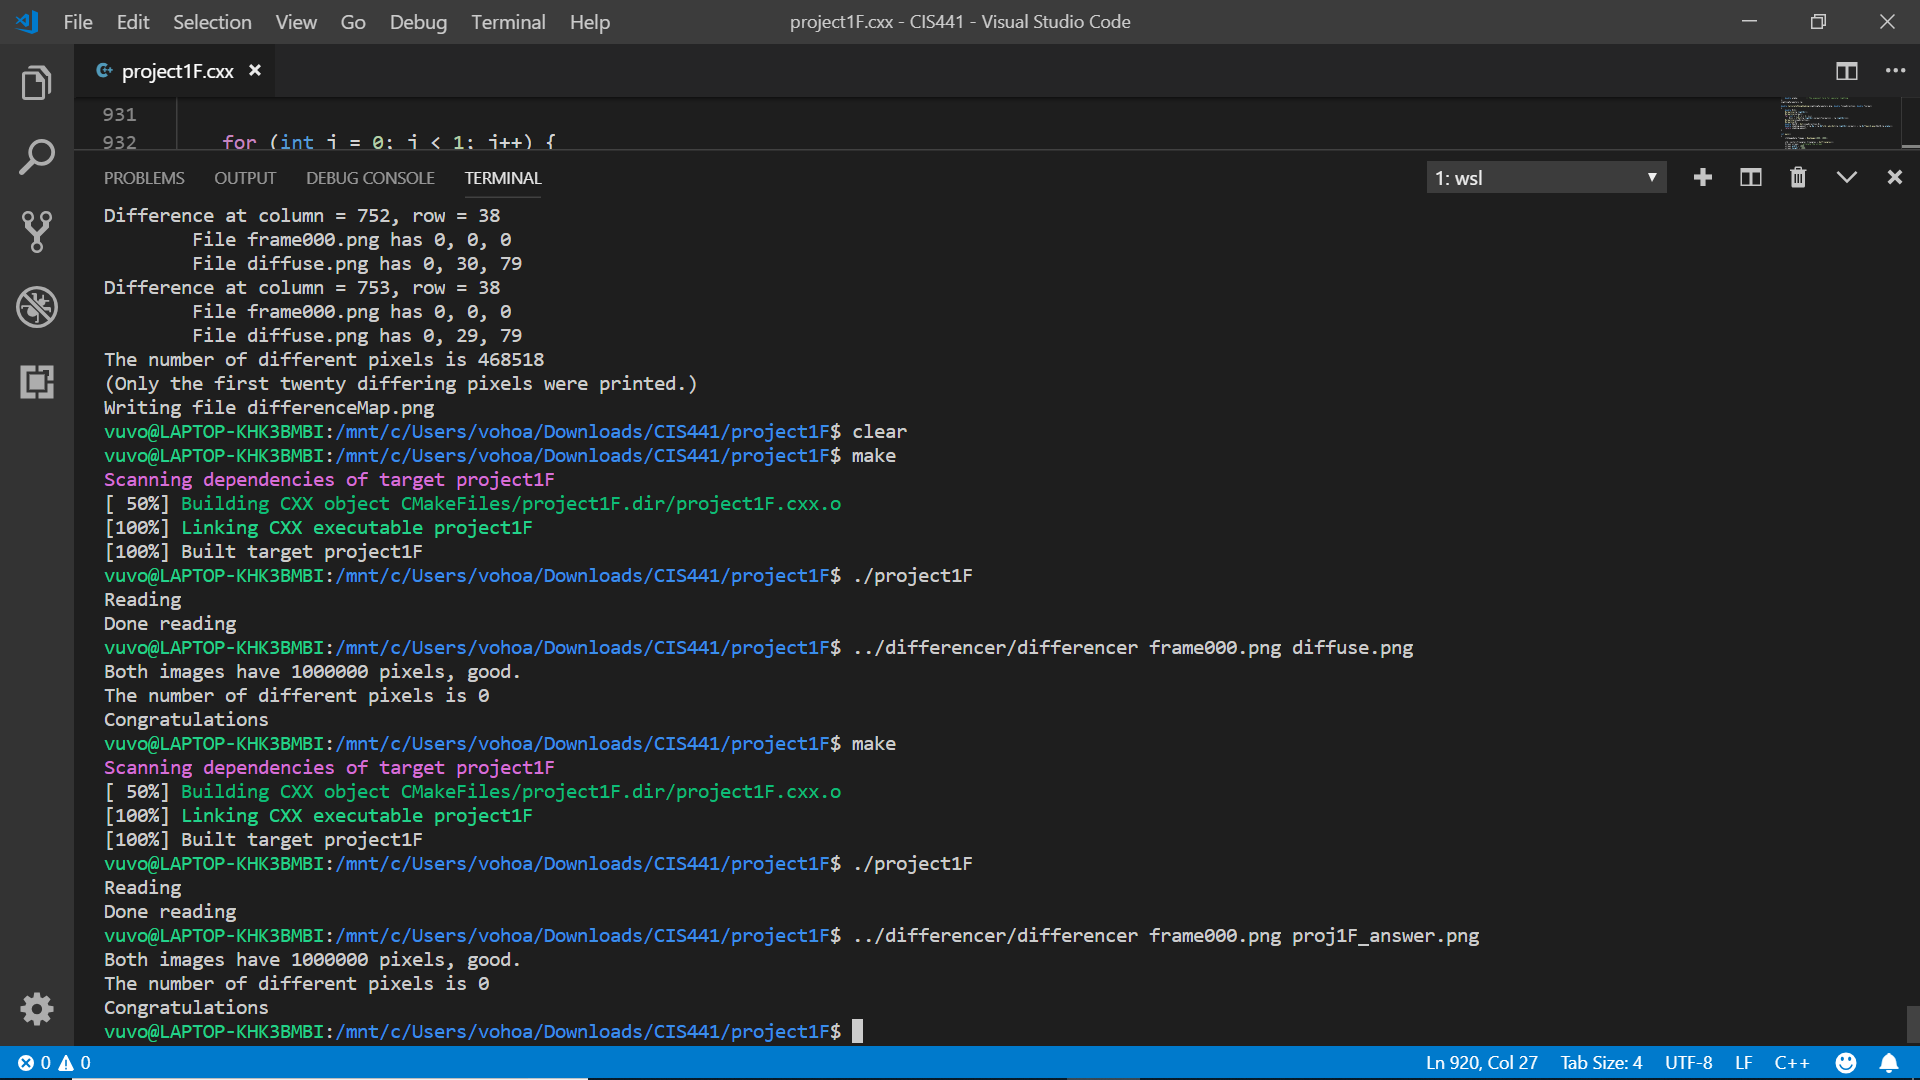 File Edit Selection View Go Debug Terminal Help project1F.cxx - CIS441 - Visual Studio Code
project1F.cxx
931
932 for (int j = 0; j < 1; j++) {
PROBLEMS OUTPUT DEBUG CONSOLE TERMINAL 1: wsl
Difference at column = 752, row = 38
File frame000.png has 0, 0, 0
File diffuse.png has 0, 30, 79
Difference at column = 753, row = 38
File frame000.png has 0, 0, 0
File diffuse.png has 0, 29, 79
The number of different pixels is 468518
(Only the first twenty differing pixels were printed.)
Writing file differenceMap.png
vuvo@LAPTOP-KHK3BMBI:/mnt/c/Users/vohoa/Downloads/CIS441/project1F$ clear
vuvo@LAPTOP-KHK3BMBI:/mnt/c/Users/vohoa/Downloads/CIS441/project1F$ make
Scanning dependencies of target project1F
[ 50%] Building CXX object CMakeFiles/project1F.dir/project1F.cxx.o
[100%] Linking CXX executable project1F
[100%] Built target project1F
vuvo@LAPTOP-KHK3BMBI:/mnt/c/Users/vohoa/Downloads/CIS441/project1F$ ./project1F
Reading
Done reading
vuvo@LAPTOP-KHK3BMBI:/mnt/c/Users/vohoa/Downloads/CIS441/project1F$ ../differencer/differencer frame000.png diffuse.png
Both images have 1000000 pixels, good.
The number of different pixels is 0
Congratulations
vuvo@LAPTOP-KHK3BMBI:/mnt/c/Users/vohoa/Downloads/CIS441/project1F$ make
Scanning dependencies of target project1F
[ 50%] Building CXX object CMakeFiles/project1F.dir/project1F.cxx.o
[100%] Linking CXX executable project1F
[100%] Built target project1F
vuvo@LAPTOP-KHK3BMBI:/mnt/c/Users/vohoa/Downloads/CIS441/project1F$ ./project1F
Reading
Done reading
vuvo@LAPTOP-KHK3BMBI:/mnt/c/Users/vohoa/Downloads/CIS441/project1F$ ../differencer/differencer frame000.png proj1F_answer.png
Both images have 1000000 pixels, good.
The number of different pixels is 0
Congratulations
vuvo@LAPTOP-KHK3BMBI:/mnt/c/Users/vohoa/Downloads/CIS441/project1F$
0 0 Ln 920, Col 27 Tab Size: 4 UTF-8 LF C++